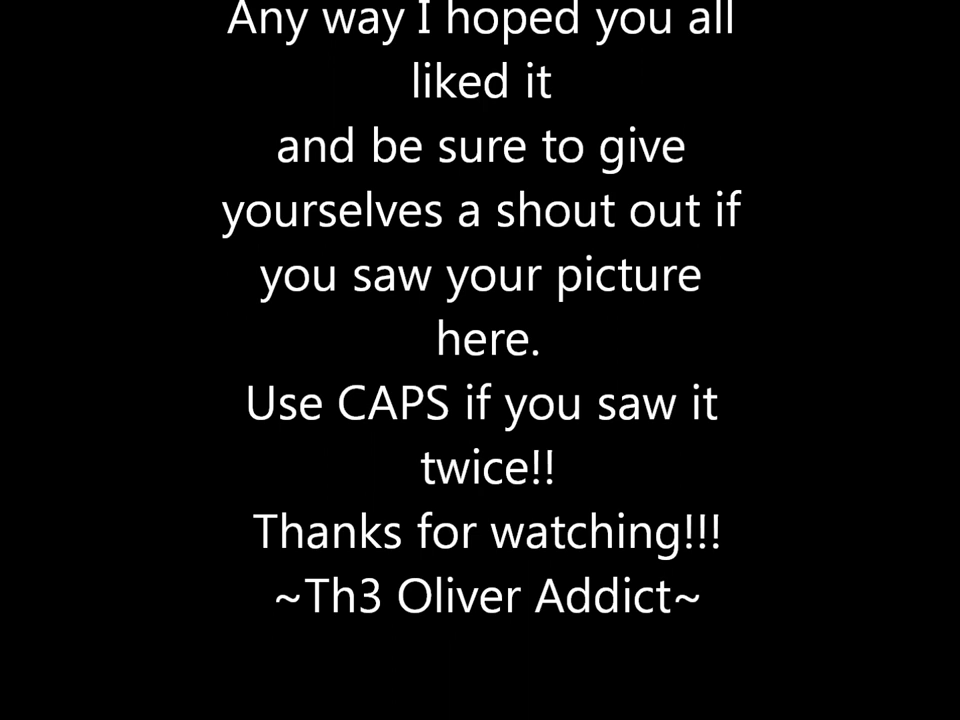 Any way I hoped you all
liked it
and be sure to give
yourselves a shout out if
you saw your picture
here.
Use CAPS if you saw it
twice!!
Thanks for watching!!!
~Th3 Oliver Addict~